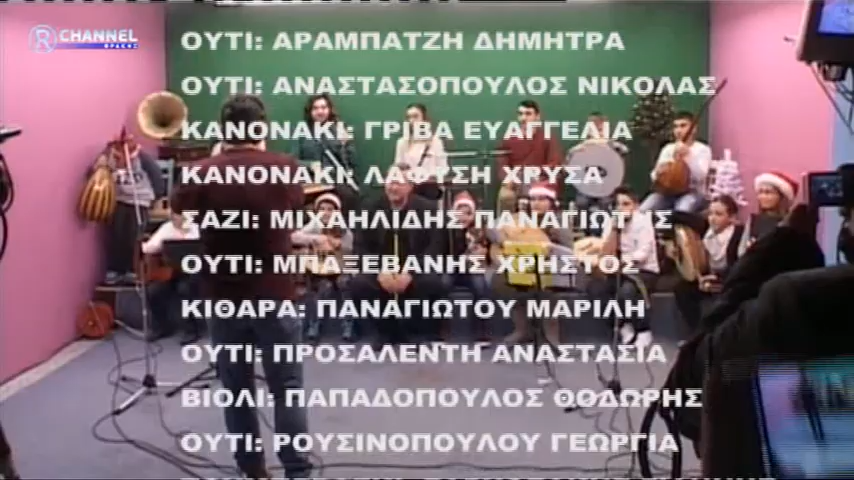 R CHANNEL
ΘΡΑΚΗΣ
ΟΥΤΙ: ΑΡΑΜΠΑΤΖΗ ΔΗΜΗΤΡΑ
ΟΥΤΙ: ΑΝΑΣΤΑΣΟΠΟΥΛΟΣ ΝΙΚΟΛΑΣ
ΚΑΝΟΝΑΚΙ: ΓΡΙΒΑ ΕΥΑΓΓΕΛΙΑ
ΚΑΝΟΝΑΚΙ: ΧΡΥΣΑ
ΣΑΖΙ: ΜΙΧΑΗΛΙΔΗΣ ΠΑΝΑΓΙΩΤΗΣ
ΟΥΤΙ: ΜΠΑΞΕΒΑΝΗΣ ΧΡΗΣΤΟΣ
ΚΙΘΑΡΑ: ΠΑΝΑΓΙΩΤΟΥ ΜΑΡΙΛΗ
ΟΥΤΙ: ΠΡΟΣΑΛΕΝΤΗ ΑΝΑΣΤΑΣΙΑ
ΒΙΟΛΙ: ΠΑΠΑΔΟΠΟΥΛΟΣ ΘΟΔΩΡΗΣ
ΟΥΤΙ: ΡΟΥΣΙΝΟΠΟΥΛΟΥ ΓΕΩΡΓΙΑ